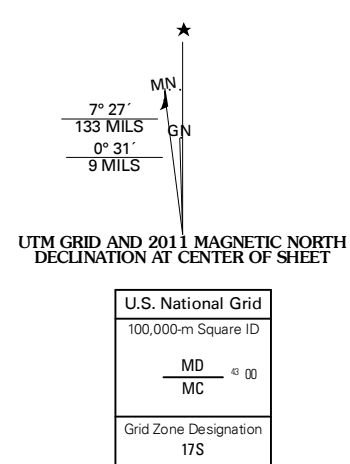 ★
MN
7° 27´
133 MILS
GN
0° 31´
9 MILS
UTM GRID AND 2011 MAGNETIC NORTH
DECLINATION AT CENTER OF SHEET
U.S. National Grid
100,000-m Square ID
MD
43 00
MC
Grid Zone Designation
17S